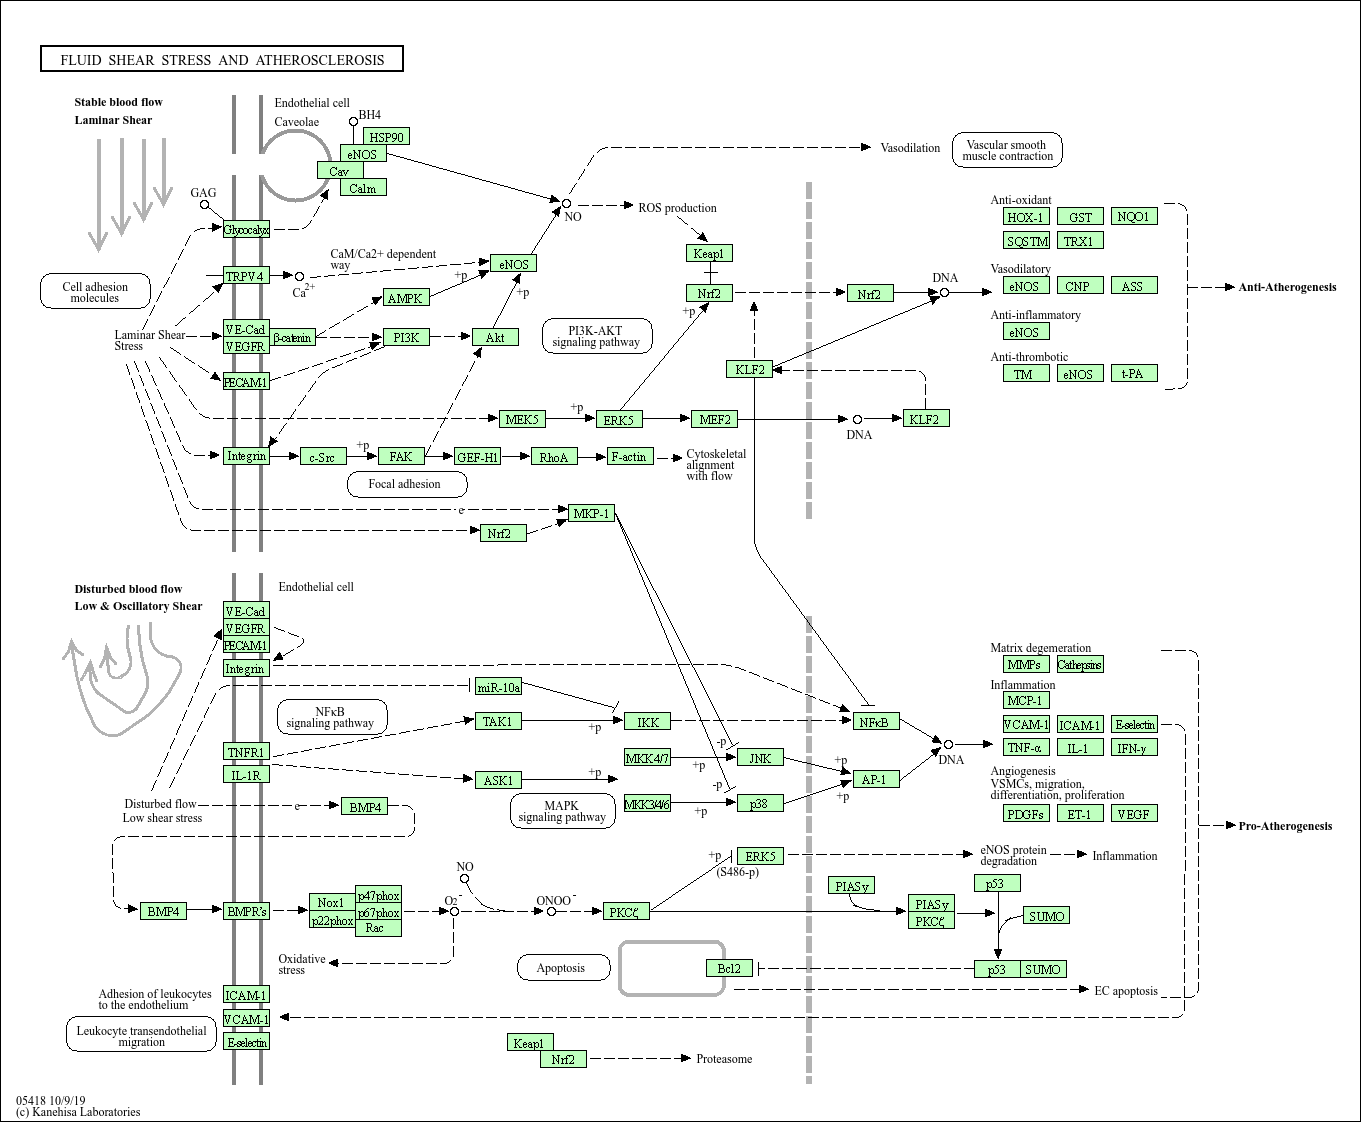 FLUID SHEAR STRESS AND ATHEROSCLEROSIS
Stable blood flow
Laminar Shear
Endothelial cell
Caveolae
BH4
HSP90
eNOS
Cav
Calm
GAG
Glycocalyx
NO
Vasodilation
Vascular smooth
muscle contraction
ROS production
Keap1
Nrf2
+p
Cell adhesion
molecules
TRPV4
Ca2+
CaM/Ca2+ dependent
way
eNOS
+p
+p
AMPK
Laminar Shear
Stress
VE-Cad
VEGFR
β-catenin
PI3K
Akt
PI3K-AKT
signaling pathway
PECAM-1
KLF2
MEK5
+p
ERK5
MEF2
DNA
KLF2
Nrf2
DNA
Integrin
c-Src
+p
FAK
GEF-H1
RhoA
F-actin
Cytoskeletal
alignment
with flow
Focal adhesion
e
MKP-1
Nrf2
Anti-oxidant
HOX-1
GST
NQO1
SQSTM
TRX1
Vasodilatory
eNOS
CNP
ASS
Anti-inflammatory
eNOS
Anti-thrombotic
TM
eNOS
t-PA
Anti-Atherogenesis
Disturbed blood flow
Low & Oscillatory Shear
Endothelial cell
VE-Cad
VEGFR
PECAM-1
Integrin
miR-10a
NFκB
signaling pathway
TAK1
+p
IKK
NFκB
TNFR1
IL-1R
ASK1
+p
MKK4/7
+p
-p
JNK
+p
MAPK
signaling pathway
MKK3/4/6
+p
-p
p38
+p
AP-1
DNA
Disturbed flow
Low shear stress
e
BMP4
Matrix degemeration
MMPs
Cathepsins
Inflammation
MCP-1
VCAM-1
ICAM-1
E-selectin
TNF-α
IL-1
IFN-γ
Angiogenesis
VSMCs, migration,
differentiation, proliferation
PDGFs
ET-1
VEGF
Pro-Atherogenesis
+p
ERK5
(S486-p)
eNOS protein
degradation
Inflammation
BMP4
BMPR's
Nox1
p22phox
p47phox
p67phox
Rac
NO
O2-
ONOO-
PKCζ
PIASy
PIASy
PKCζ
p53
SUMO
p53
SUMO
Oxidative
stress
Apoptosis
Bcl2
EC apoptosis
Adhesion of leukocytes
to the endothelium
ICAM-1
VCAM-1
E-selectin
Leukocyte transendothelial
migration
Keap1
Nrf2
Proteasome
05418 10/9/19
(c) Kanehisa Laboratories